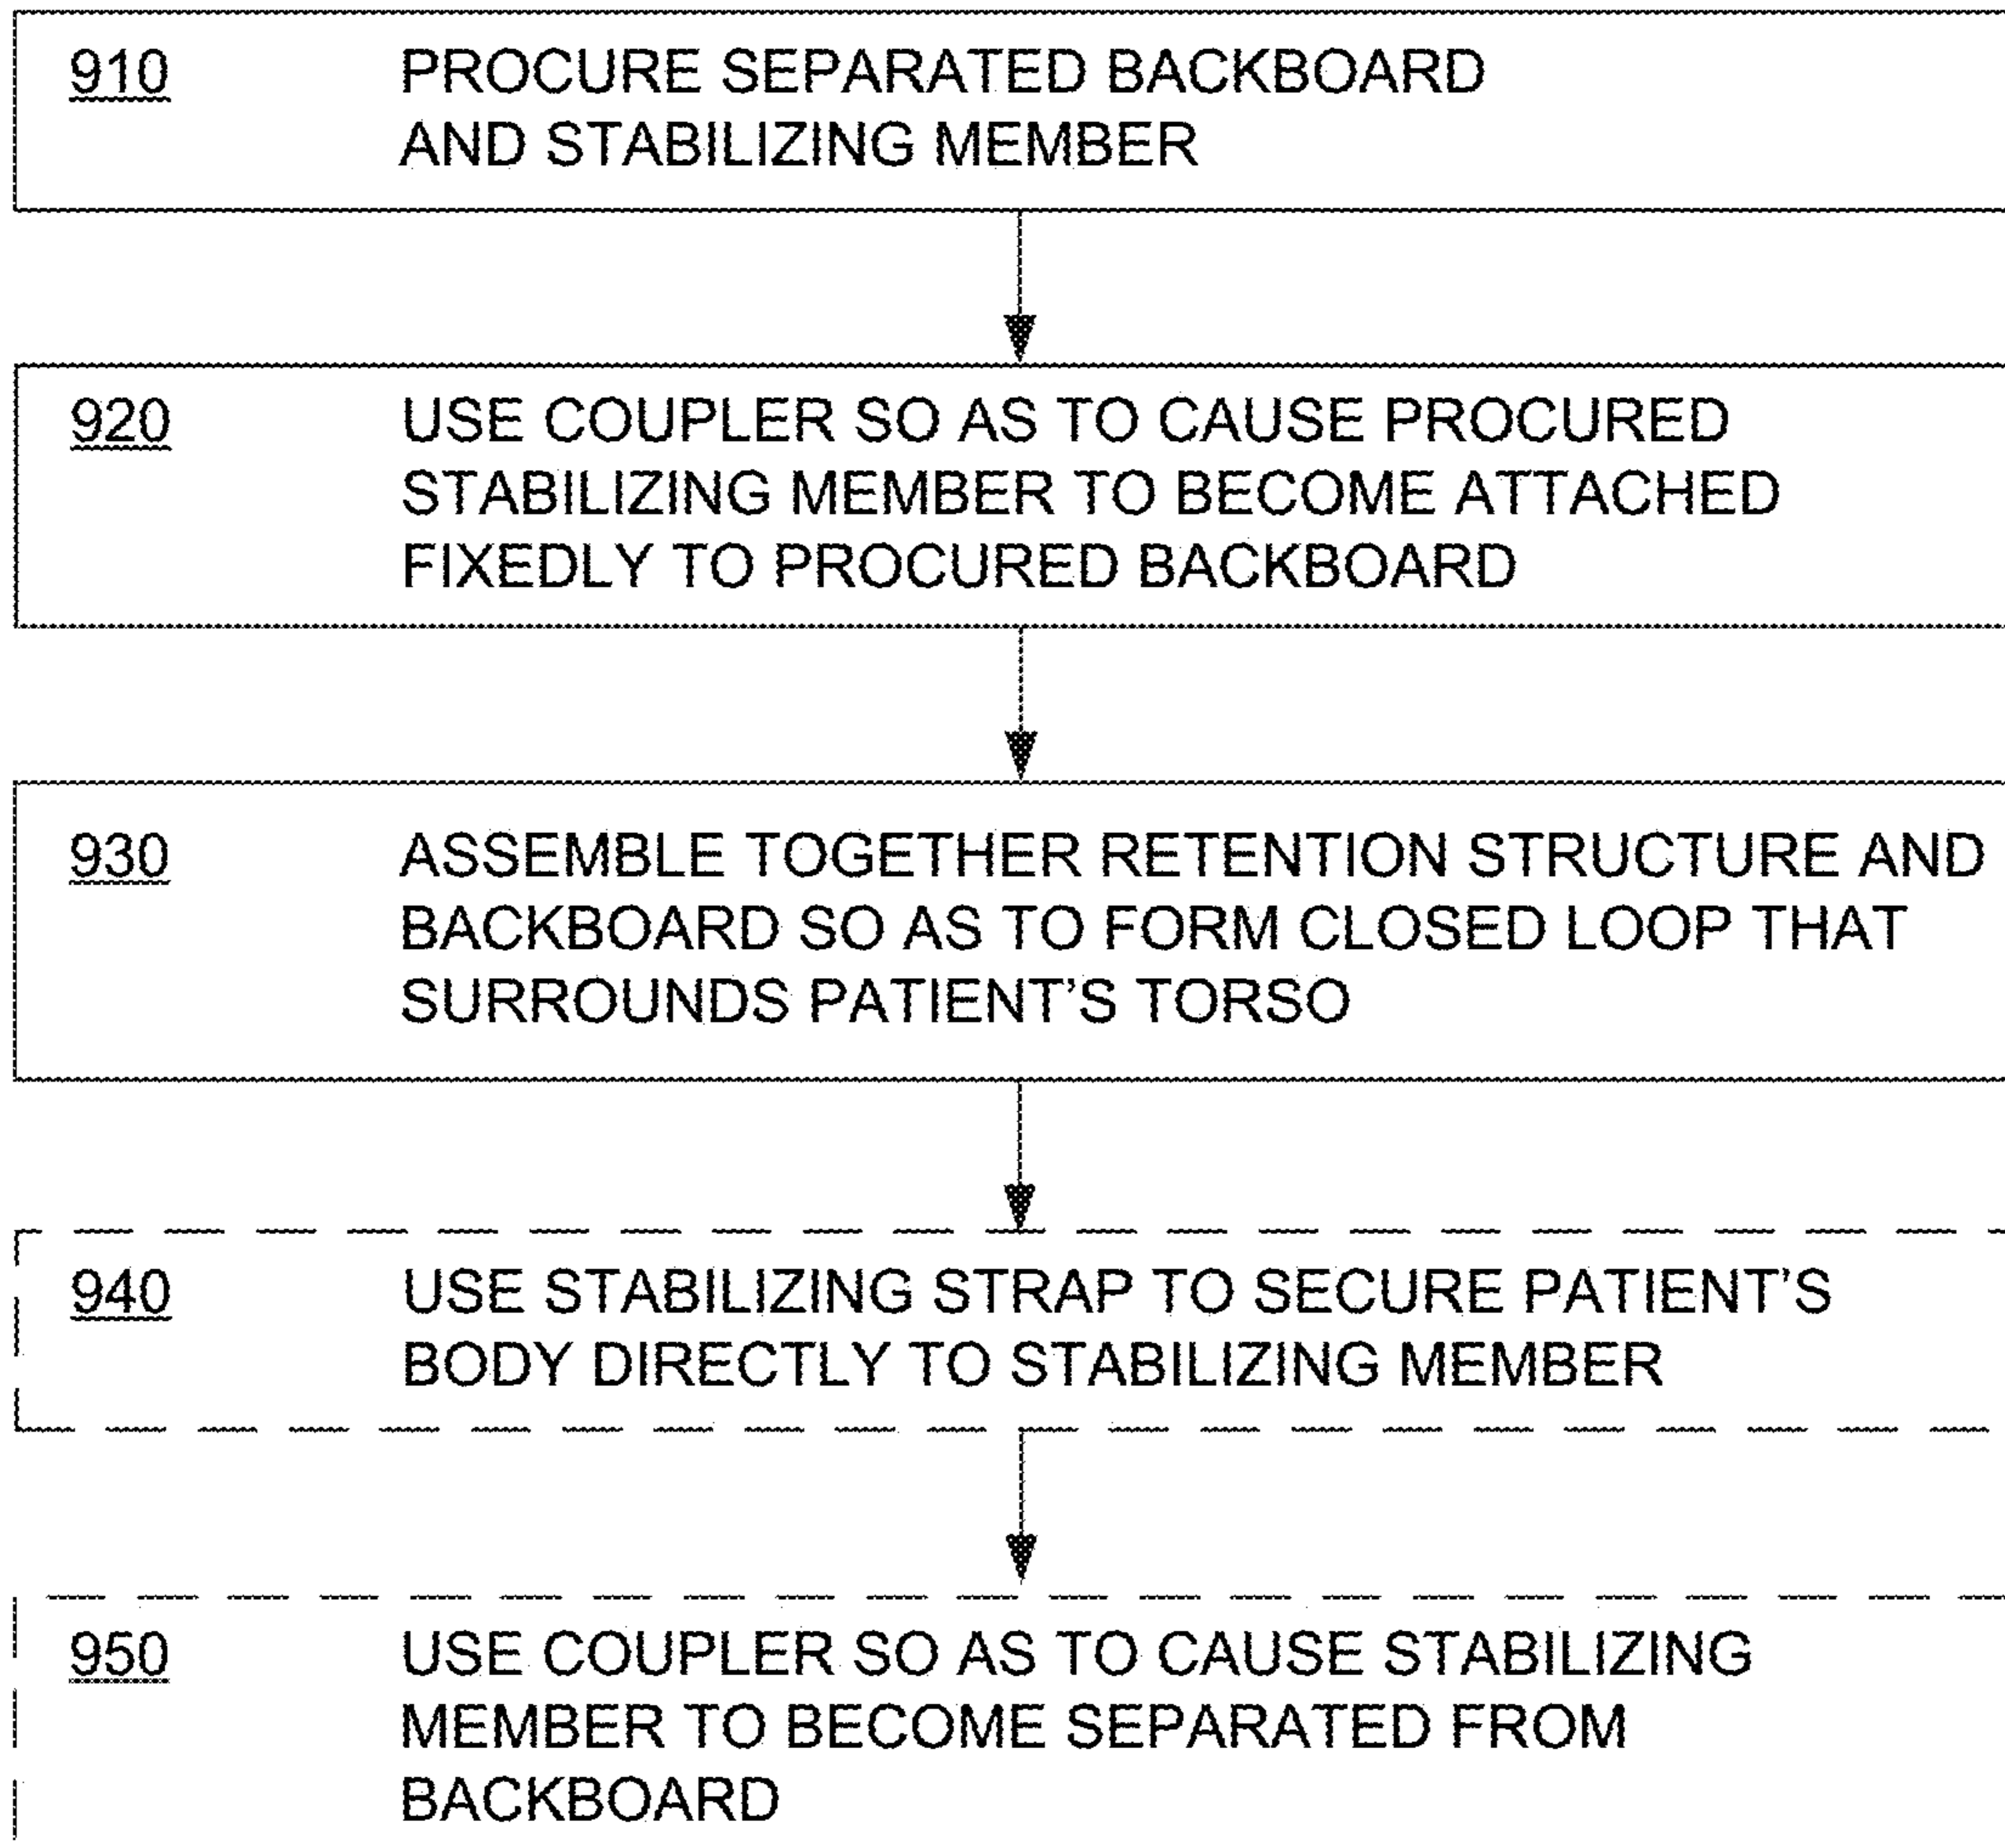 910 PROCURE SEPARATED BACKBOARD
AND STABILIZING MEMBER
920 USE COUPLER SO AS TO CAUSE PROCURED
STABILIZING MEMBER TO BECOME ATTACHED
FIXEDLY TO PROCURED BACKBOARD
930 ASSEMBLE TOGETHER RETENTION STRUCTURE AND
BACKBOARD SO AS TO FORM CLOSED LOOP THAT
SURROUNDS PATIENT’S TORSO
940 USE STABILIZING STRAP TO SECURE PATIENT’S
BODY DIRECTLY TO STABILIZING MEMBER
950 USE COUPLER SO AS TO CAUSE STABILIZING
MEMBER TO BECOME SEPARATED FROM
BACKBOARD